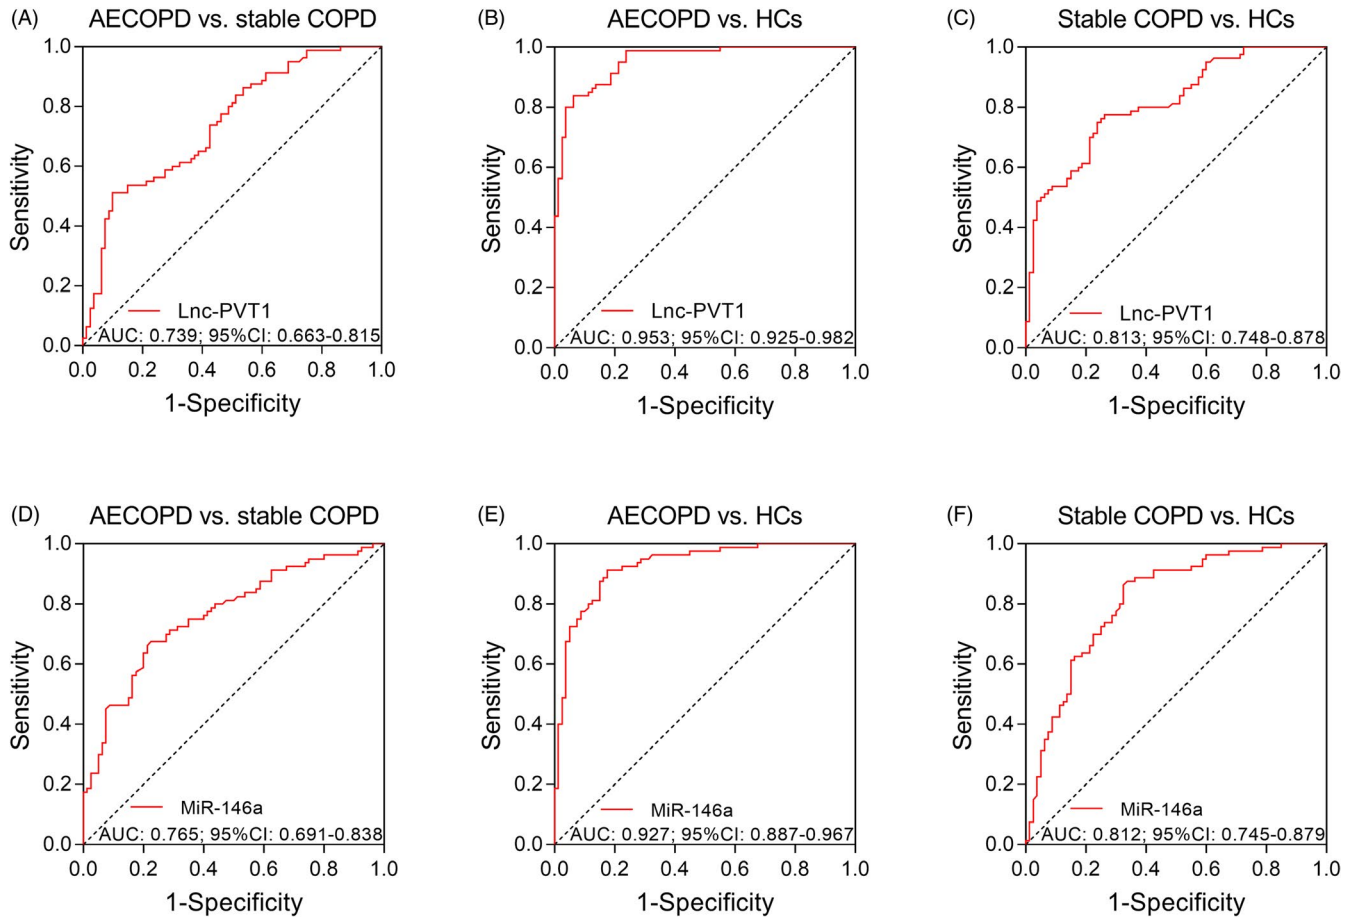 (A) AECOPD vs. stable COPD
1.0
0.8
0.6
0.4
0.2
0.0
Sensitivity
Lnc-PVT1
AUC: 0.739; 95%CI: 0.663-0.815
0.0 0.2 0.4 0.6 0.8 1.0
1-Specificity
(B) AECOPD vs. HCs
1.0
0.8
0.6
0.4
0.2
0.0
Sensitivity
Lnc-PVT1
AUC: 0.953; 95%CI: 0.925-0.982
0.0 0.2 0.4 0.6 0.8 1.0
1-Specificity
(C) Stable COPD vs. HCs
1.0
0.8
0.6
0.4
0.2
0.0
Sensitivity
Lnc-PVT1
AUC: 0.813; 95%CI: 0.748-0.878
0.0 0.2 0.4 0.6 0.8 1.0
1-Specificity
(D) AECOPD vs. stable COPD
1.0
0.8
0.6
0.4
0.2
0.0
Sensitivity
MiR-146a
AUC: 0.765; 95%CI: 0.691-0.838
0.0 0.2 0.4 0.6 0.8 1.0
1-Specificity
(E) AECOPD vs. HCs
1.0
0.8
0.6
0.4
0.2
0.0
Sensitivity
MiR-146a
AUC: 0.927; 95%CI: 0.887-0.967
0.0 0.2 0.4 0.6 0.8 1.0
1-Specificity
(F) Stable COPD vs. HCs
1.0
0.8
0.6
0.4
0.2
0.0
Sensitivity
MiR-146a
AUC: 0.812; 95%CI: 0.745-0.879
0.0 0.2 0.4 0.6 0.8 1.0
1-Specificity